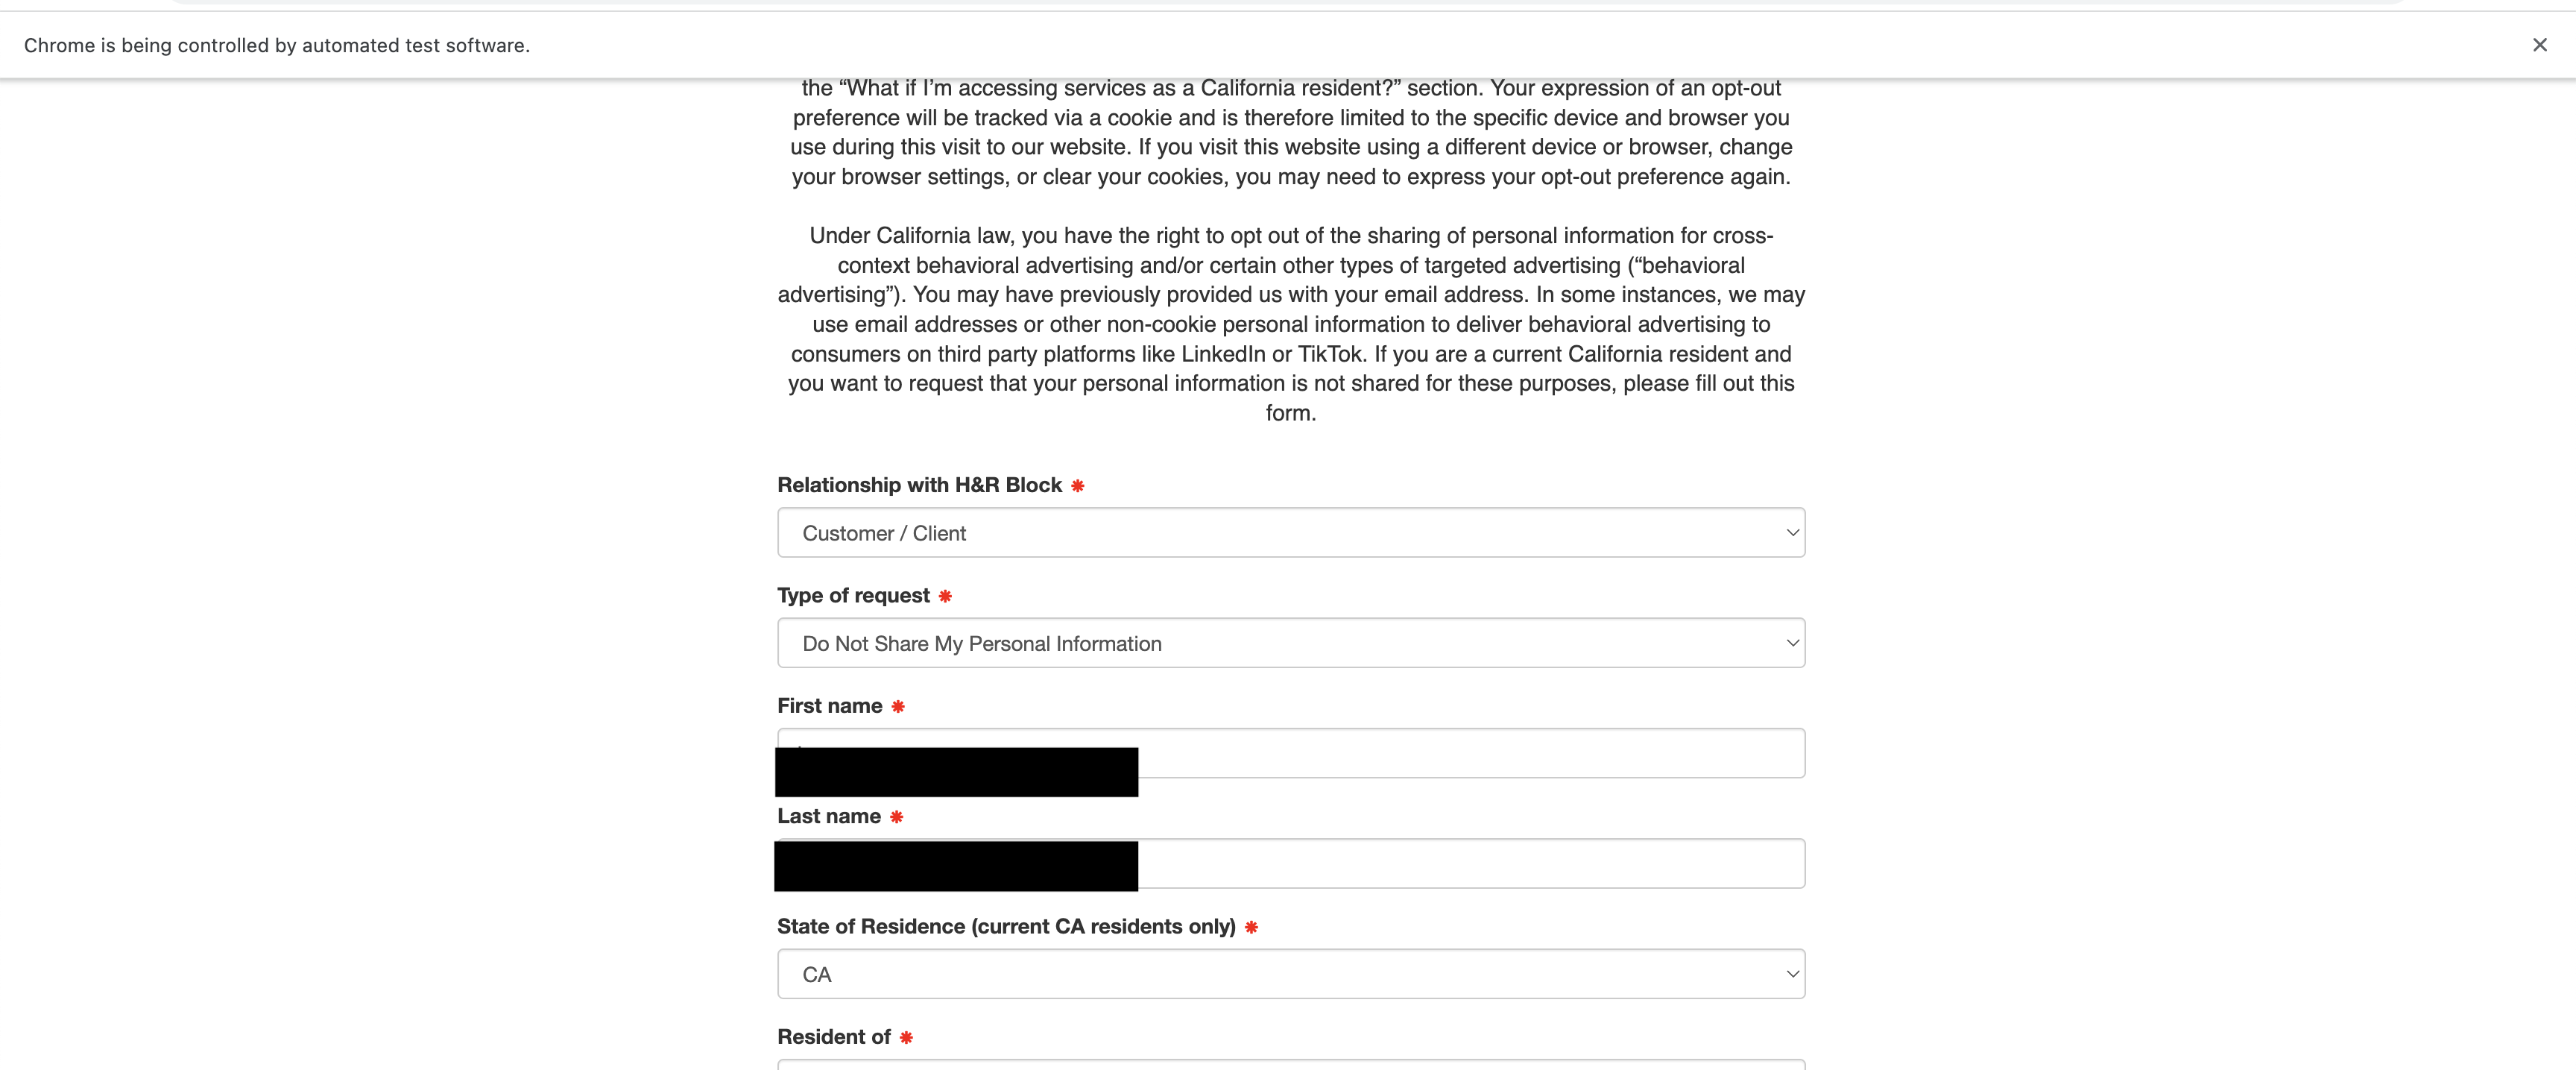 Chrome is being controlled by automated test software.
the “What if I’m accessing services as a California resident?” section. Your expression of an opt-out
preference will be tracked via a cookie and is therefore limited to the specific device and browser you
use during this visit to our website. If you visit this website using a different device or browser, change
your browser settings, or clear your cookies, you may need to express your opt-out preference again.
Under California law, you have the right to opt out of the sharing of personal information for cross-
context behavioral advertising and/or certain other types of targeted advertising (“behavioral
advertising”). You may have previously provided us with your email address. In some instances, we may
use email addresses or other non-cookie personal information to deliver behavioral advertising to
consumers on third party platforms like LinkedIn or TikTok. If you are a current California resident and
you want to request that your personal information is not shared for these purposes, please fill out this
form.
Relationship with H&R Block *
Customer / Client
Type of request *
Do Not Share My Personal Information
First name *
Last name *
State of Residence (current CA residents only) *
CA
Resident of *